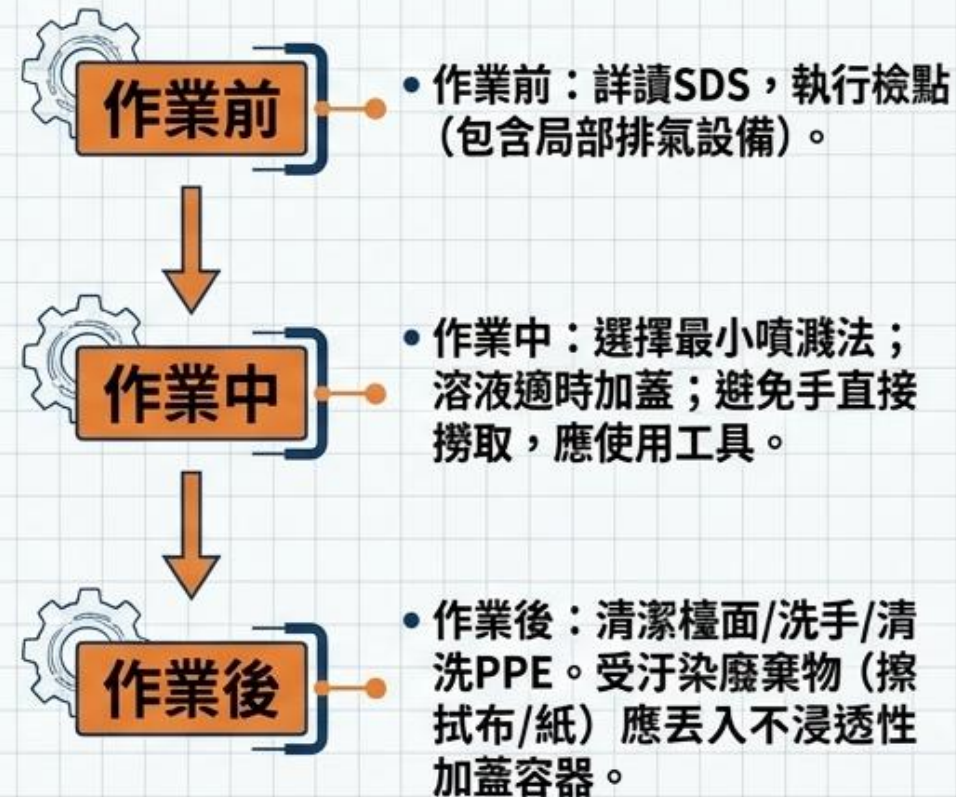 作業前
• 作業前：詳讀SDS，執行檢點
（包含局部排氣設備）。
作業中
• 作業中：選擇最小噴濺法；
溶液適時加蓋；避免手直接
撈取，應使用工具。
作業後
• 作業後：清潔檯面/洗手/清
洗PPE。受汙染廢棄物（擦
拭布/紙）應丟入不浸透性
加蓋容器。